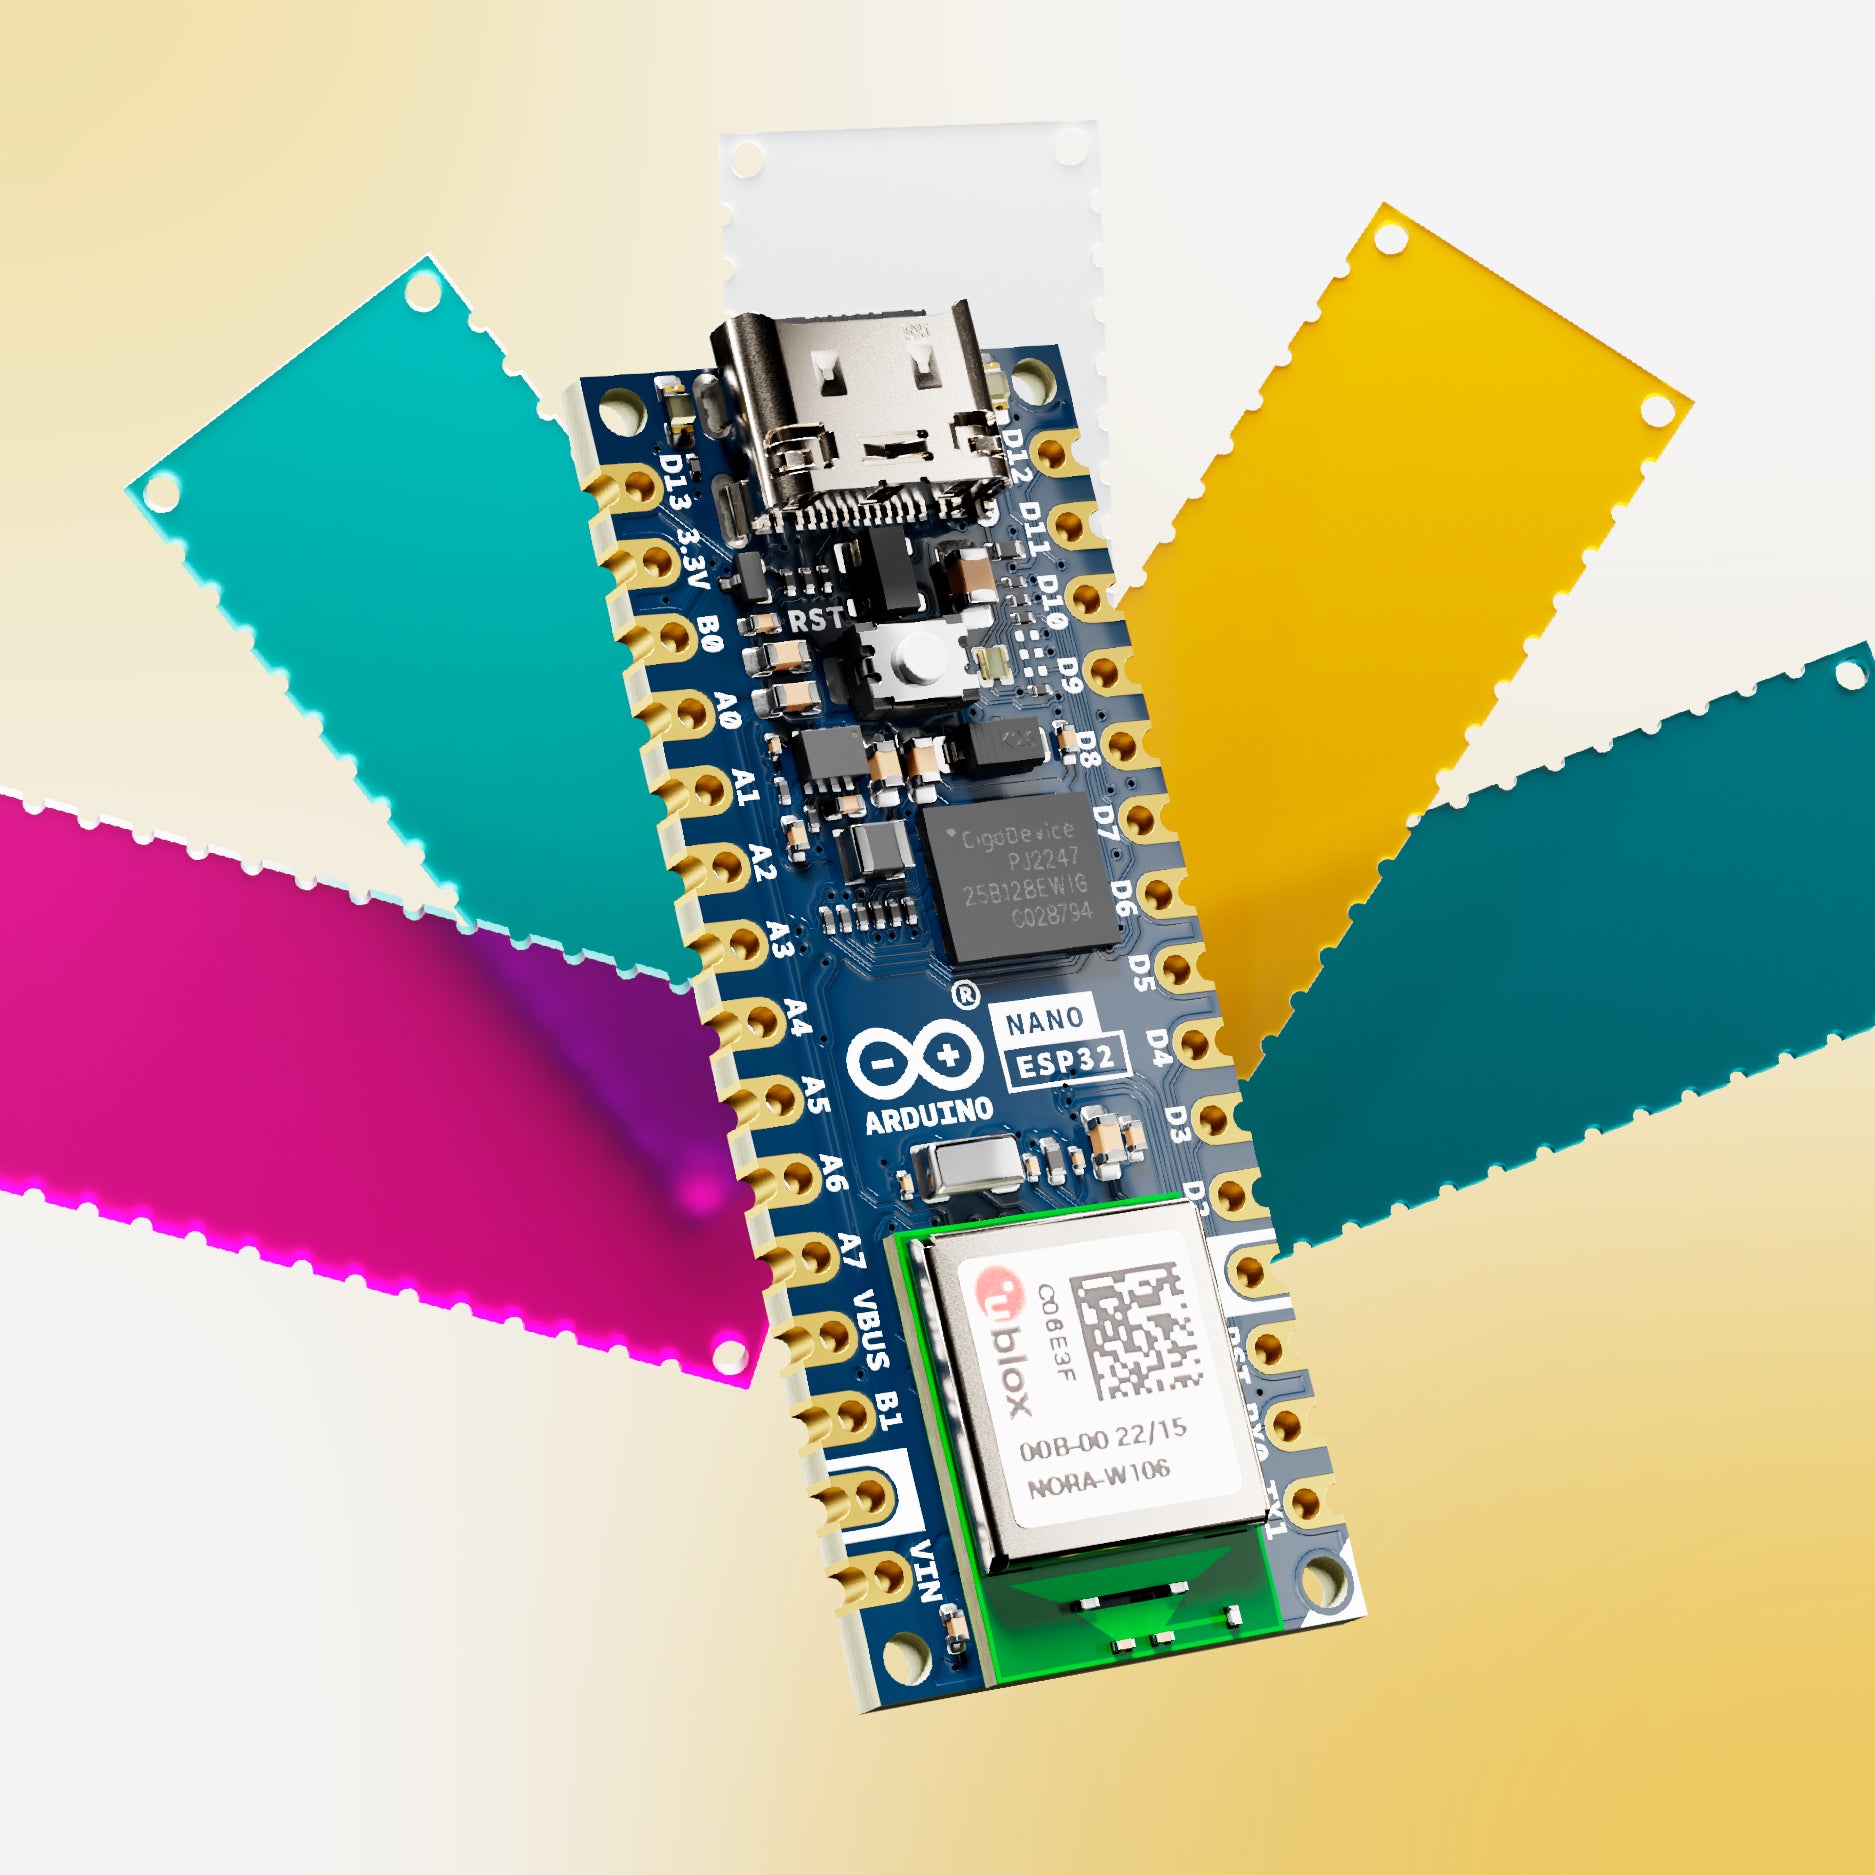 D13
3.3V
B0
A0
A1
A2
A3
A4
A5
A6
A7
VBUS
B1
VIN
D12
D11
D10
D9
D8
D7
D6
D5
D4
D3
D2
RST
RX0
TX1
RST
K26
GigaDevice
PJ2247
25B128EWIG
C028794
®
NANO
ESP32
ARDUINO
ublox
C06E3F
00B-00 22/15
NORA-W106